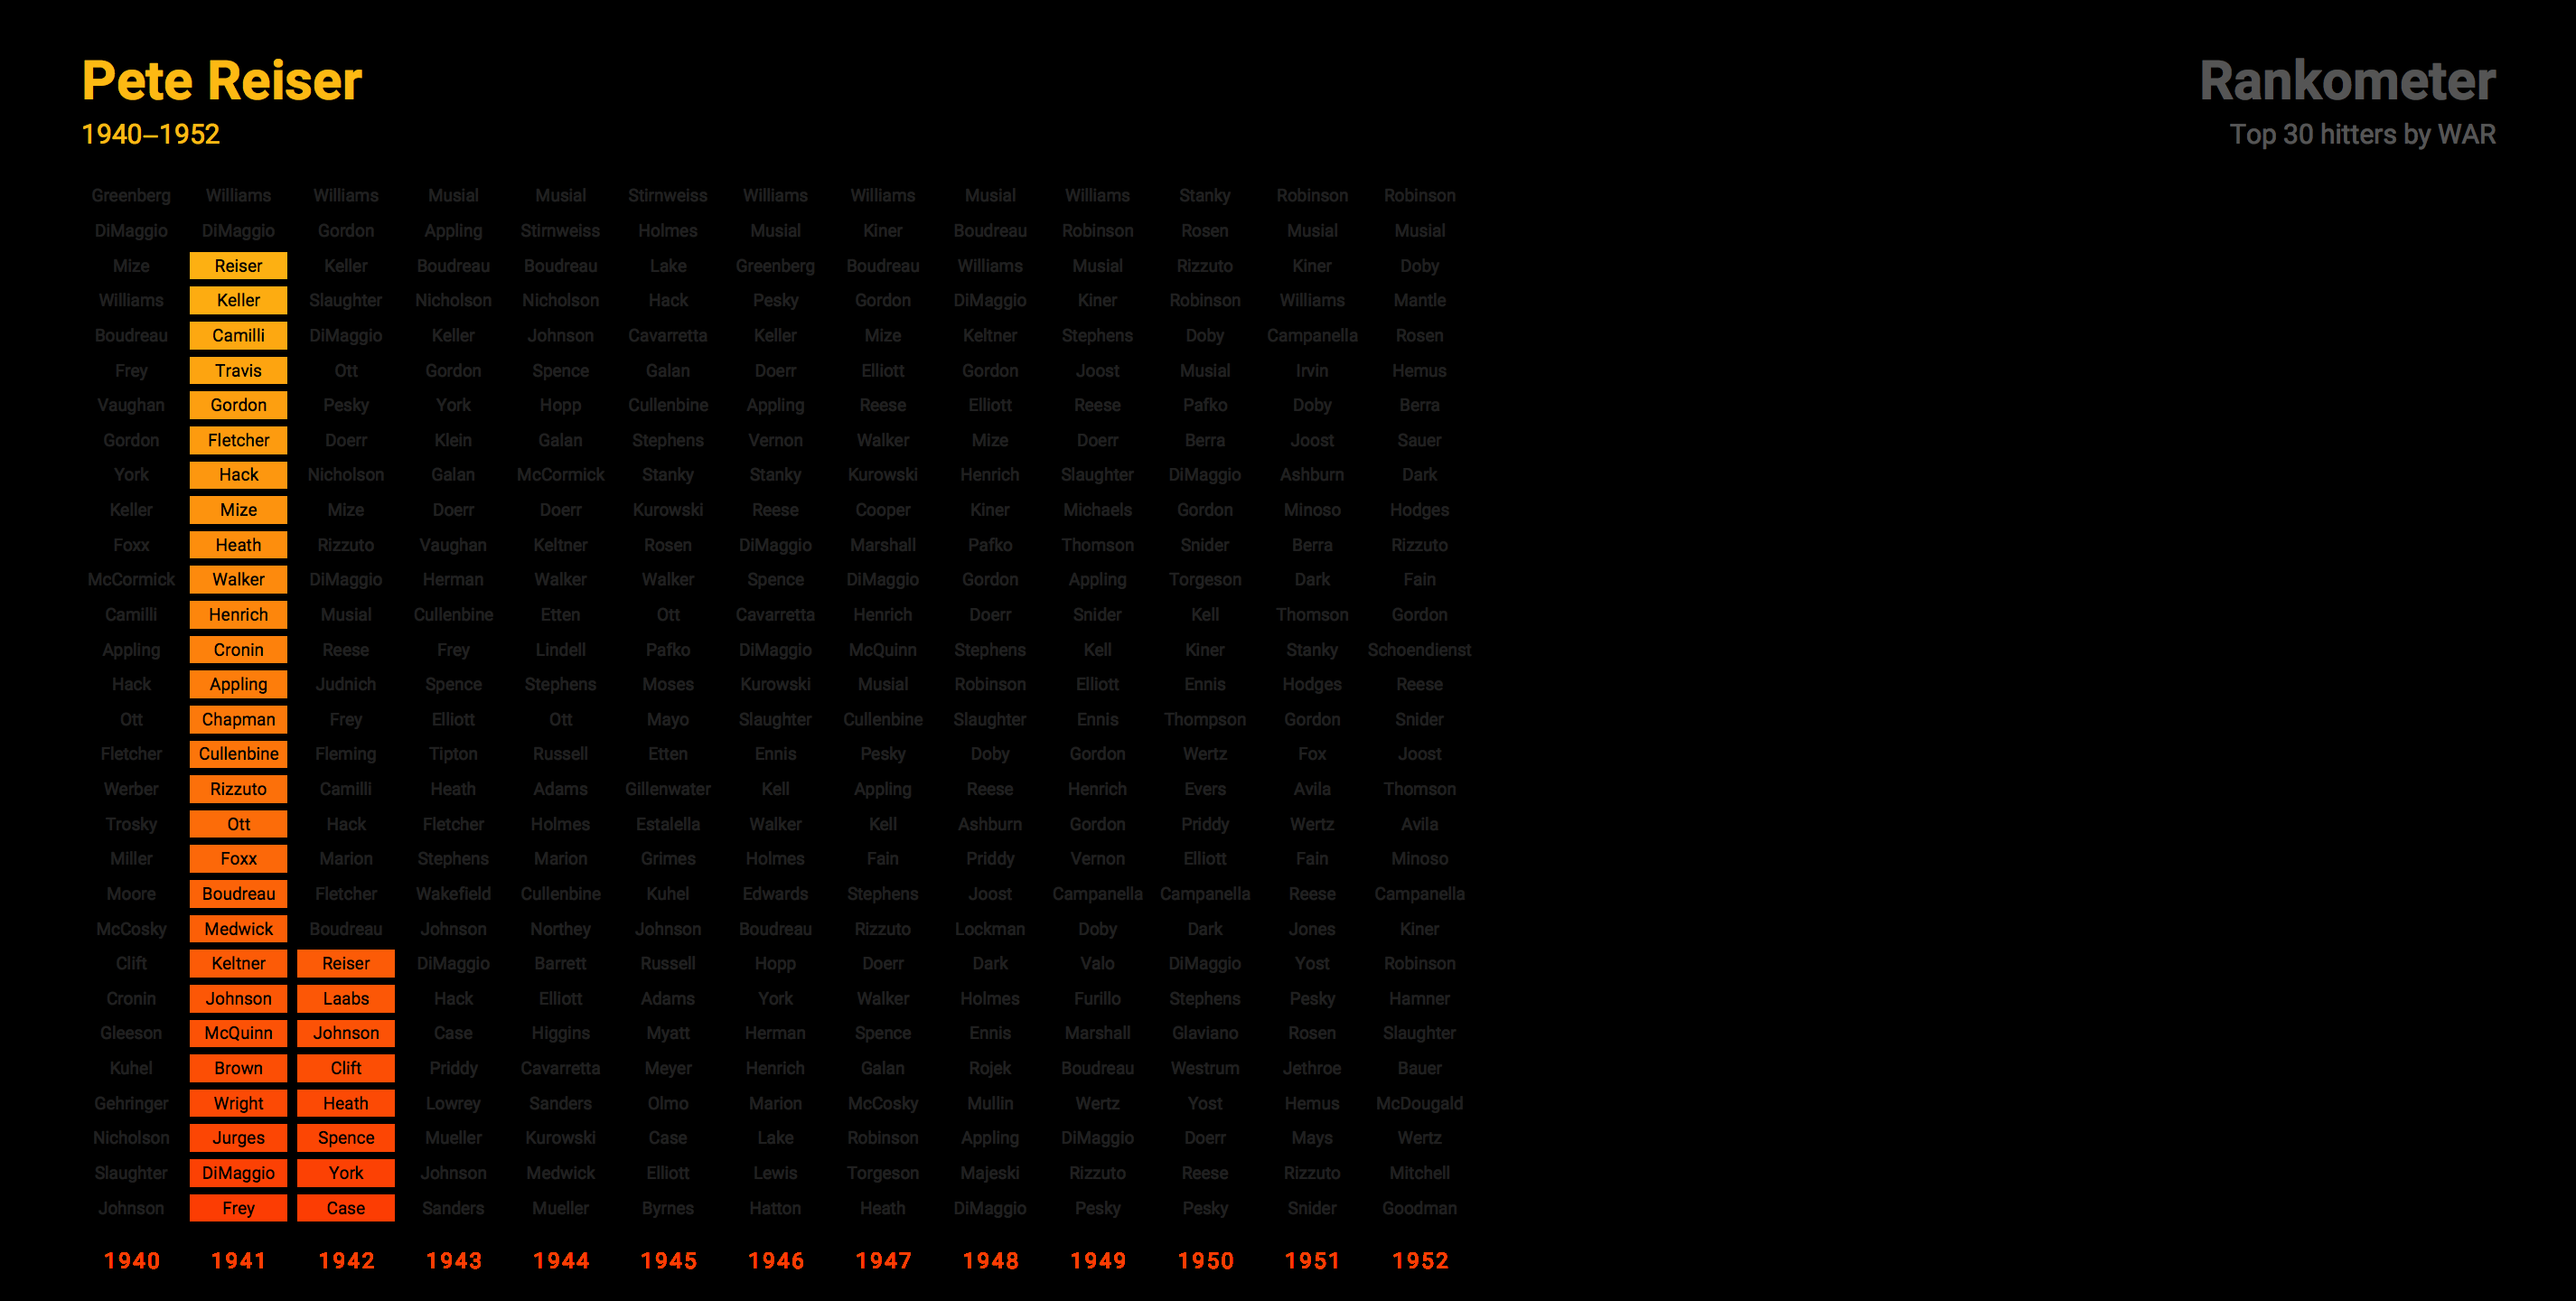 Pete Reiser
1940–1952
Rankometer
Top 30 hitters by WAR
Greenberg Williams Williams Musial Musial Stirnweiss Williams Williams Musial Williams Stanky Robinson Robinson
DiMaggio DiMaggio Gordon Appling Stirnweiss Holmes Musial Kiner Boudreau Robinson Rosen Musial Musial
Mize Reiser Keller Boudreau Boudreau Lake Greenberg Boudreau Williams Musial Rizzuto Kiner Doby
Williams Keller Slaughter Nicholson Nicholson Hack Pesky Gordon DiMaggio Kiner Robinson Williams Mantle
Boudreau Camilli DiMaggio Keller Johnson Cavarretta Keller Mize Keltner Stephens Doby Campanella Rosen
Frey Travis Ott Gordon Spence Galan Doerr Elliott Gordon Joost Musial Irvin Hemus
Vaughan Gordon Pesky York Hopp Cullenbine Appling Reese Elliott Reese Pafko Doby Berra
Gordon Fletcher Doerr Klein Galan Stephens Vernon Walker Mize Doerr Berra Joost Sauer
York Hack Nicholson Galan McCormick Stanky Stanky Kurowski Henrich Slaughter DiMaggio Ashburn Dark
Keller Mize Mize Doerr Doerr Kurowski Reese Cooper Kiner Michaels Gordon Minoso Hodges
Foxx Heath Rizzuto Vaughan Keltner Rosen DiMaggio Marshall Pafko Thomson Snider Berra Rizzuto
McCormick Walker DiMaggio Herman Walker Walker Spence DiMaggio Gordon Appling Torgeson Dark Fain
Camilli Henrich Musial Cullenbine Etten Ott Cavarretta Henrich Doerr Snider Kell Thomson Gordon
Appling Cronin Reese Frey Lindell Pafko DiMaggio McQuinn Stephens Kell Kiner Stanky Schoendienst
Hack Appling Judnich Spence Stephens Moses Kurowski Musial Robinson Elliott Ennis Hodges Reese
Ott Chapman Frey Elliott Ott Mayo Slaughter Cullenbine Slaughter Ennis Thompson Gordon Snider
Fletcher Cullenbine Fleming Tipton Russell Etten Ennis Pesky Doby Gordon Wertz Fox Joost
Werber Rizzuto Camilli Heath Adams Gillenwater Kell Appling Reese Henrich Evers Avila Thomson
Trosky Ott Hack Fletcher Holmes Estalella Walker Kell Ashburn Gordon Priddy Wertz Avila
Miller Foxx Marion Stephens Marion Grimes Holmes Fain Priddy Vernon Elliott Fain Minoso
Moore Boudreau Fletcher Wakefield Cullenbine Kuhel Edwards Stephens Joost Campanella Campanella Reese Campanella
McCosky Medwick Boudreau Johnson Northey Johnson Boudreau Rizzuto Lockman Doby Dark Jones Kiner
Clift Keltner Reiser DiMaggio Barrett Russell Hopp Doerr Dark Valo DiMaggio Yost Robinson
Cronin Johnson Laabs Hack Elliott Adams York Walker Holmes Furillo Stephens Pesky Hamner
Gleeson McQuinn Johnson Case Higgins Myatt Herman Spence Ennis Marshall Glaviano Rosen Slaughter
Kuhel Brown Clift Priddy Cavarretta Meyer Henrich Galan Rojek Boudreau Westrum Jethroe Bauer
Gehringer Wright Heath Lowrey Sanders Olmo Marion McCosky Mullin Wertz Yost Hemus McDougald
Nicholson Jurges Spence Mueller Kurowski Case Lake Robinson Appling DiMaggio Doerr Mays Wertz
Slaughter DiMaggio York Johnson Medwick Elliott Lewis Torgeson Majeski Rizzuto Reese Rizzuto Mitchell
Johnson Frey Case Sanders Mueller Byrnes Hatton Heath DiMaggio Pesky Pesky Snider Goodman
1940 1941 1942 1943 1944 1945 1946 1947 1948 1949 1950 1951 1952